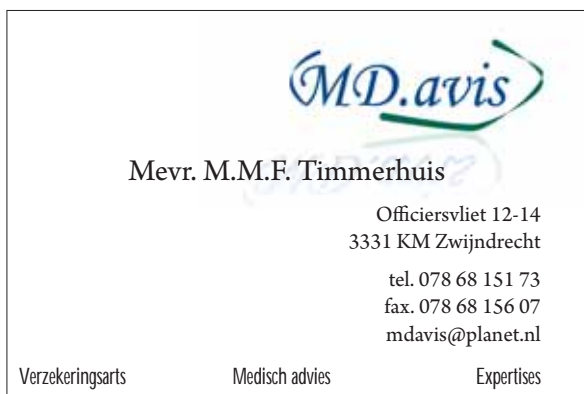 MD.avis
Mevr. M.M.F. Timmerhuis
Officiersvliet 12-14
3331 KM Zwijndrecht
tel. 078 68 151 73
fax. 078 68 156 07
mdavis@planet.nl
Verzekeringsarts Medisch advies Expertises